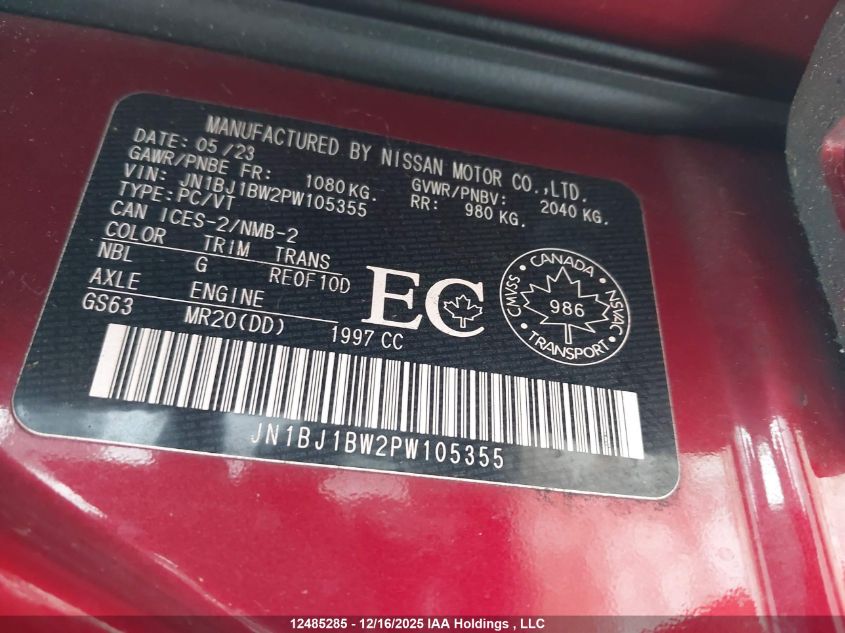 MANUFACTURED BY NISSAN MOTOR CO.,LTD.
DATE: 05/23
GAWR/PNBE FR: 1080 KG.
GVWR/PNBV: 2040 KG.
VIN: JN1BJ1BW2PW105355
RR: 980 KG.
TYPE: PC/VT
CAN ICES-2/NMB-2
COLOR TRIM TRANS
NBL G RE0F10D
AXLE ENGINE
GS63 MR20(DD) 1997 CC
EC
CANADA
CMVSS
986
NSVAC
TRANSPORT
JN1BJ1BW2PW105355
12485285 - 12/16/2025 IAA Holdings , LLC